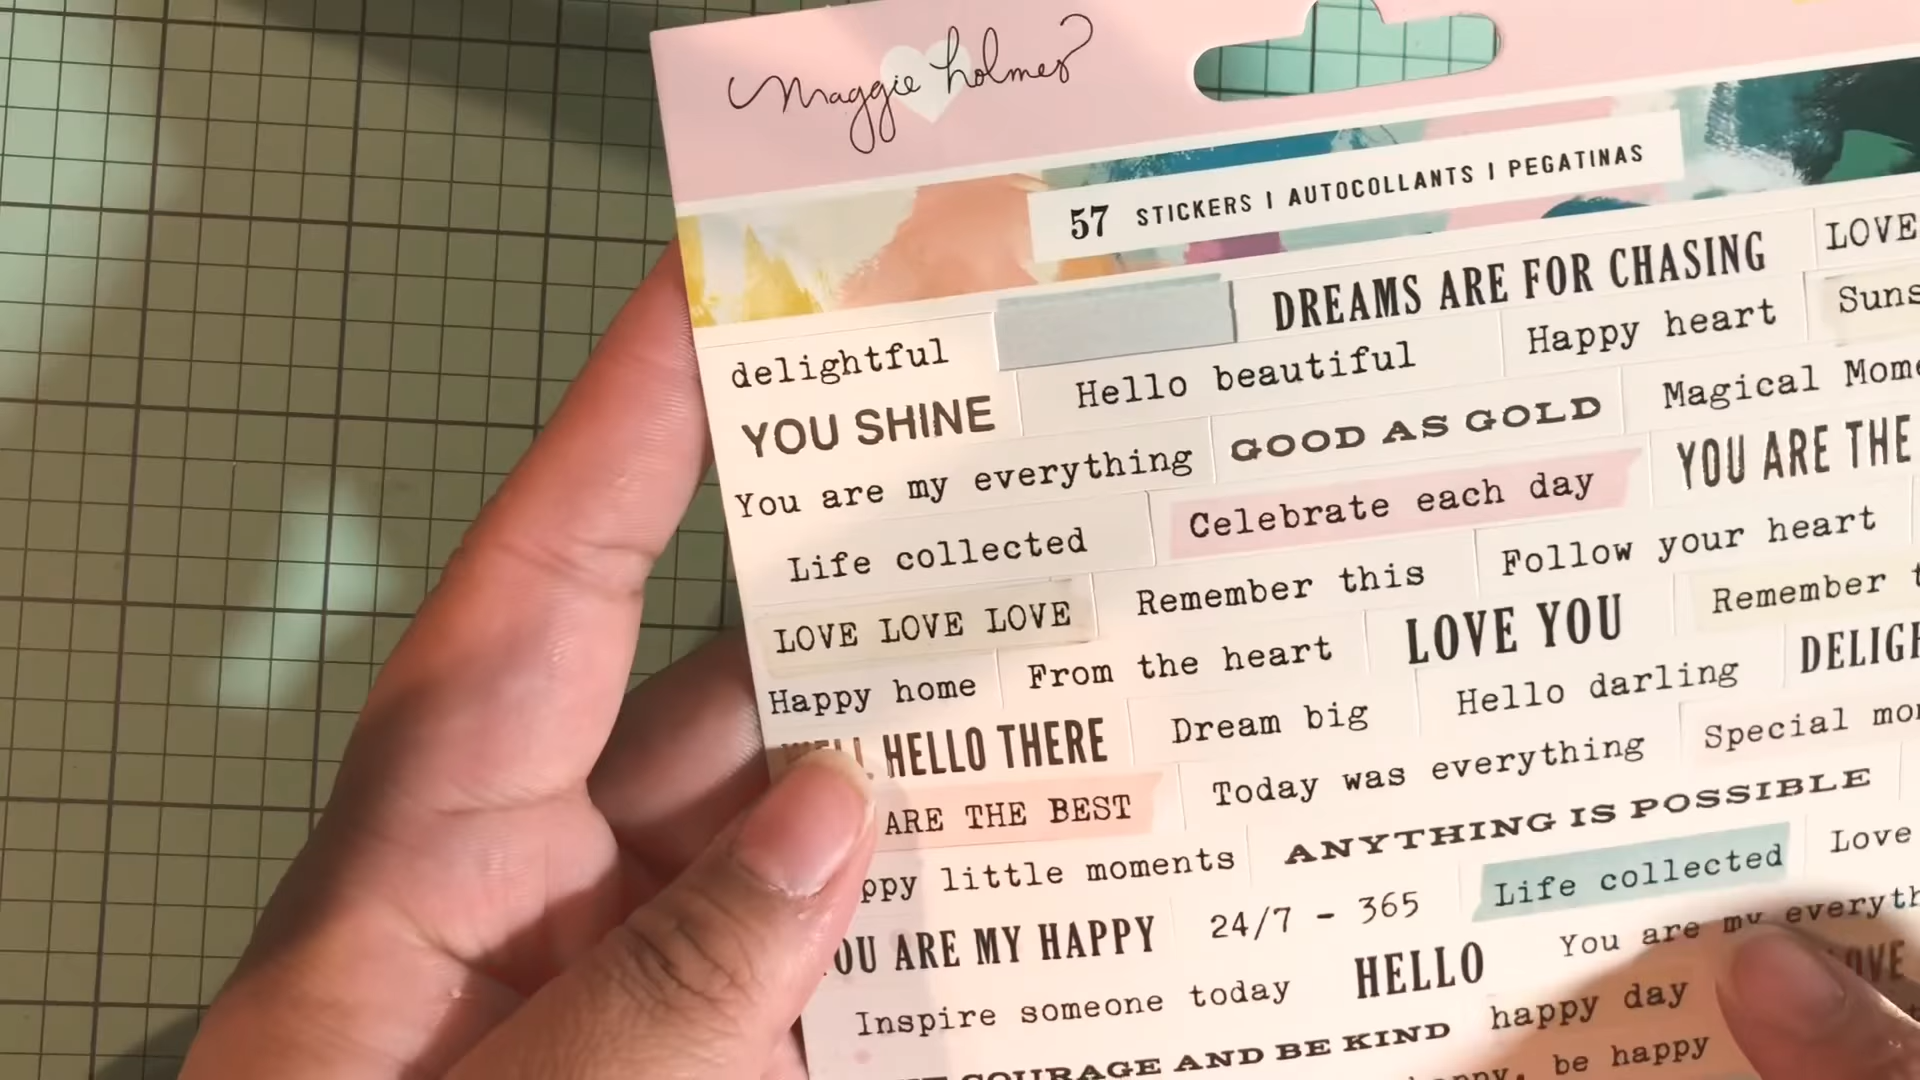 maggie holmes
57 STICKERS | AUTOCOLLANTS | PEGATINAS
DREAMS ARE FOR CHASING LOVE
delightful Hello beautiful Happy heart
YOU SHINE GOOD AS GOLD Magical
You are my everything Celebrate each day YOU ARE THE
Life collected Remember this Follow your heart
LOVE LOVE LOVE From the heart LOVE YOU Remember
Happy home Dream big Hello darling
HELLO THERE Today was everything Special
ARE THE BEST ANYTHING IS POSSIBLE
little moments 24/7 - 365 Life collected Love
YOU ARE MY HAPPY HELLO You are my
Inspire someone today happy day
AND BE KIND be happy